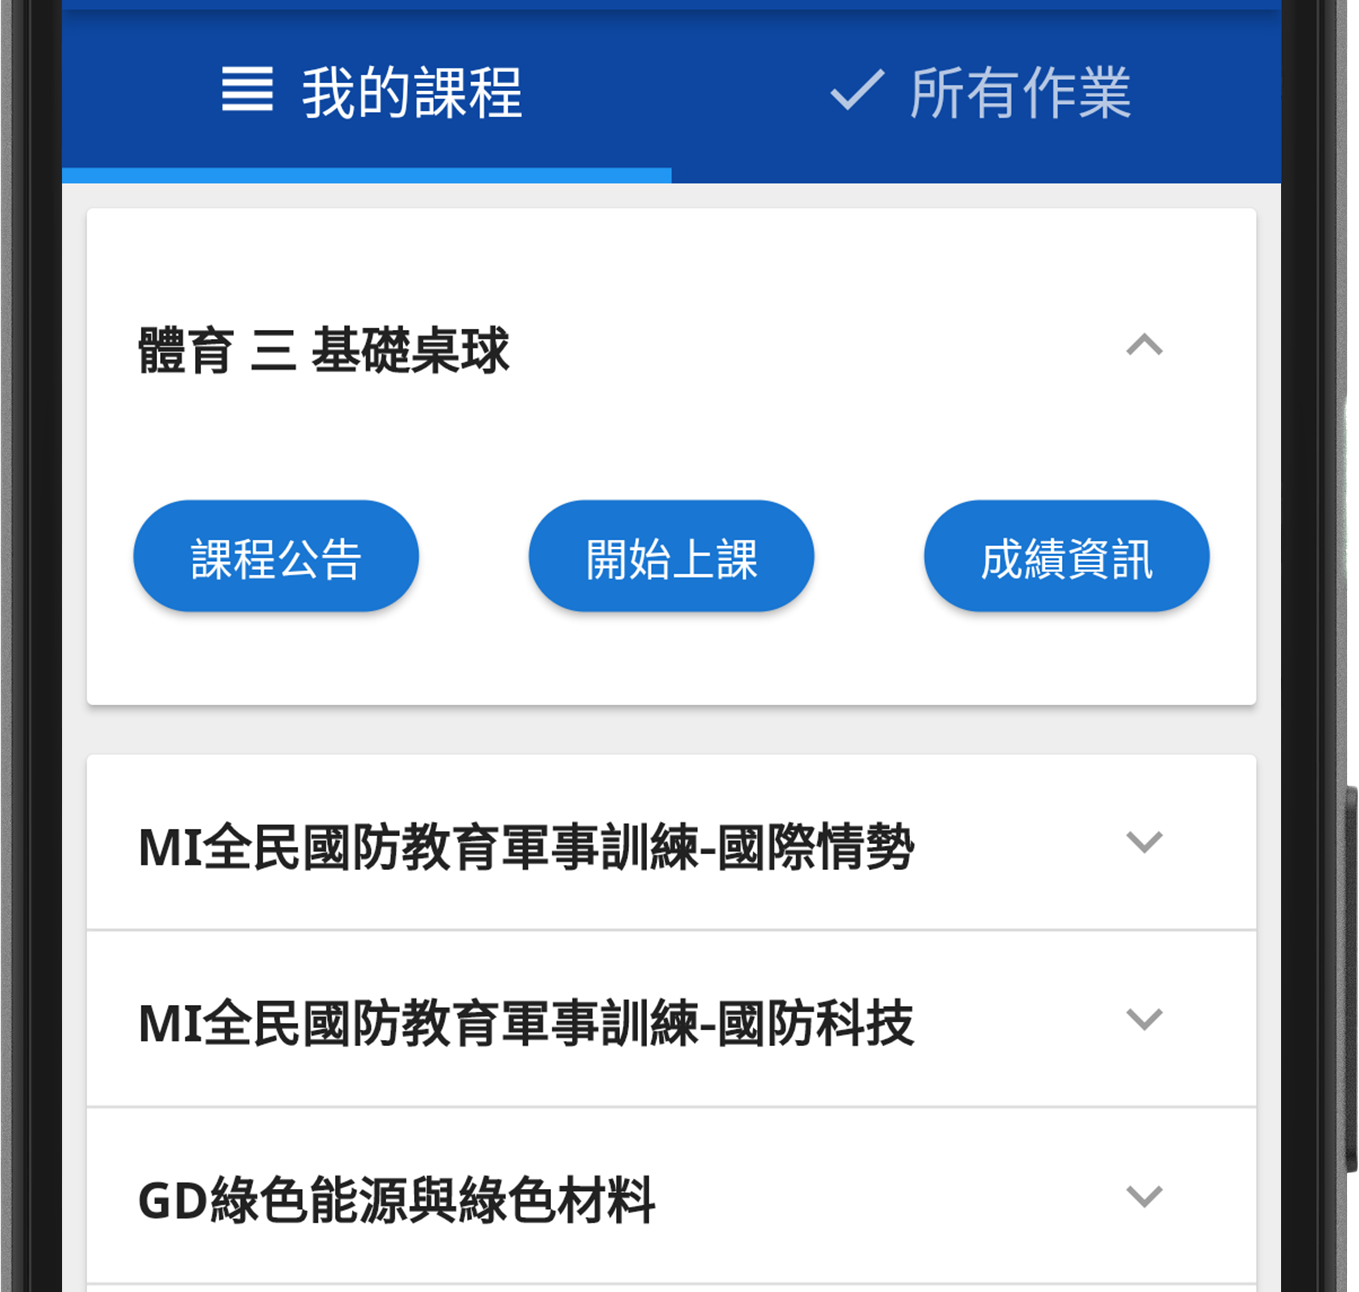 我的課程
所有作業
體育 三 基礎桌球
課程公告
開始上課
成績資訊
MI全民國防教育軍事訓練-國際情勢
MI全民國防教育軍事訓練-國防科技
GD綠色能源與綠色材料